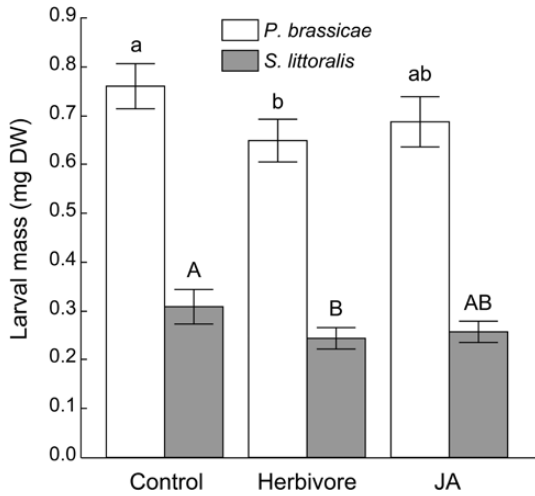 Larval mass (mg DW)
0.9
0.8
0.7
0.6
0.5
0.4
0.3
0.2
0.1
0.0
P. brassicae
S. littoralis
a
b
ab
A
B
AB
Control
Herbivore
JA